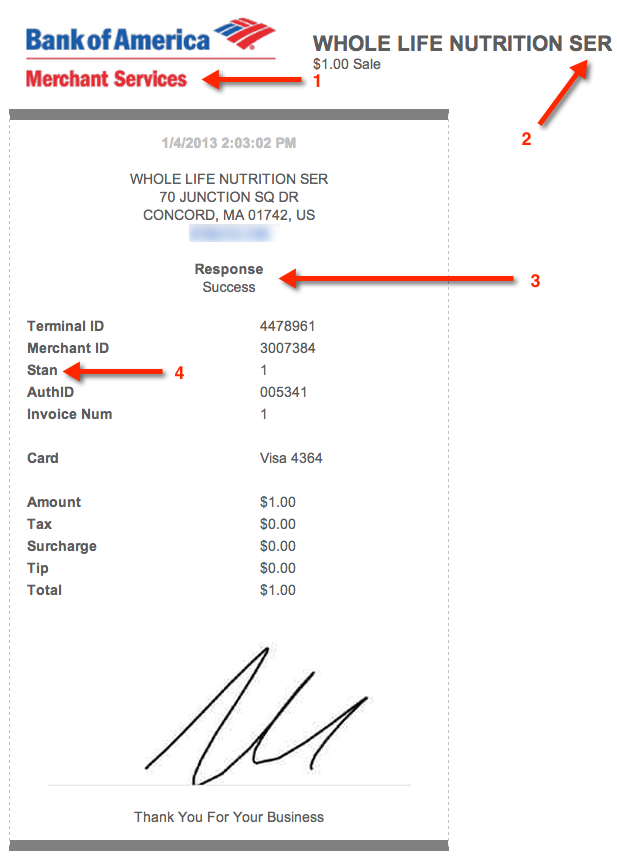 Bank of America
Merchant Services
1
WHOLE LIFE NUTRITION SER
$1.00 Sale
2
1/4/2013 2:03:02 PM
WHOLE LIFE NUTRITION SER
70 JUNCTION SQ DR
CONCORD, MA 01742, US
Response
Success
3
Terminal ID 4478961
Merchant ID 3007384
Stan 1
4
AuthID 005341
Invoice Num 1
Card Visa 4364
Amount $1.00
Tax $0.00
Surcharge $0.00
Tip $0.00
Total $1.00
Thank You For Your Business